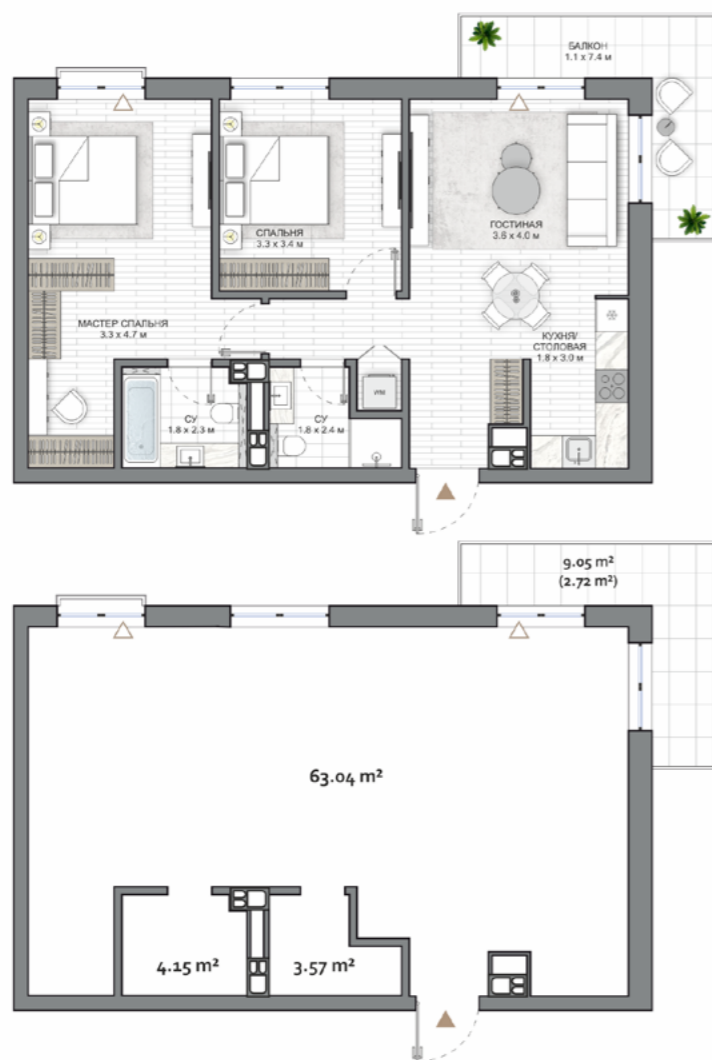 БАЛКОН
1.1 x 7.4 м
СПАЛЬНЯ
3.3 x 3.4 м
ГОСТИНАЯ
3.6 x 4.0 м
МАСТЕР СПАЛЬНЯ
3.3 x 4.7 м
КУХНЯ/
СТОЛОВАЯ
1.8 x 3.0 м
СУ
1.8 x 2.3 м
СУ
1.8 x 2.4 м
WM
9.05 m²
(2.72 m²)
63.04 m²
4.15 m²
3.57 m²